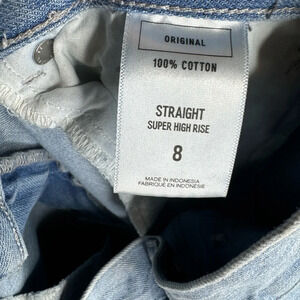 ORIGINAL
100% COTTON
STRAIGHT
SUPER HIGH RISE
8
MADE IN INDONESIA
FABRIQUÉ EN INDONÉSIE